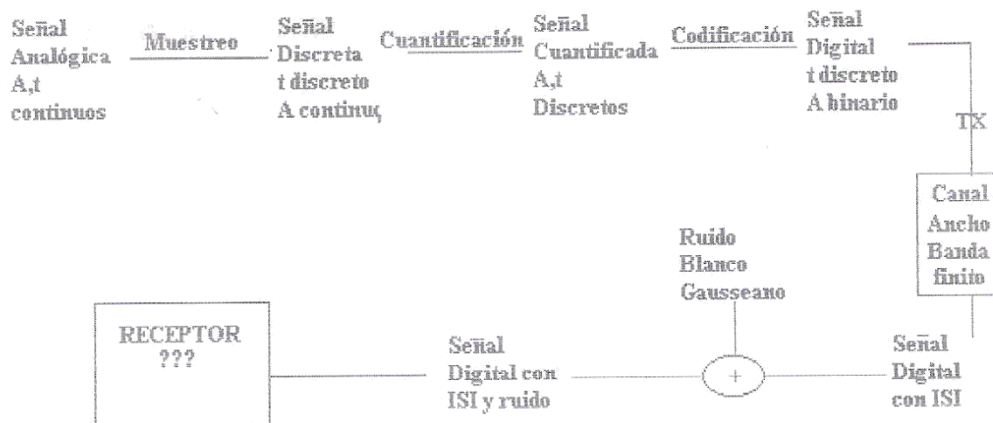 Señal
Analógica
A,t
continuos
Muestreo
Señal
Discreta
t discreto
A continuç
Cuantificación
Señal
Cuantificada
A,t
Discretos
Codificación
Señal
Digital
t discreto
A binario
TX
Canal
Ancho
Banda
finito
Ruido
Blanco
Gausseano
RECEPTOR
???
Señal
Digital con
ISI y ruido
+
Señal
Digital
con ISI